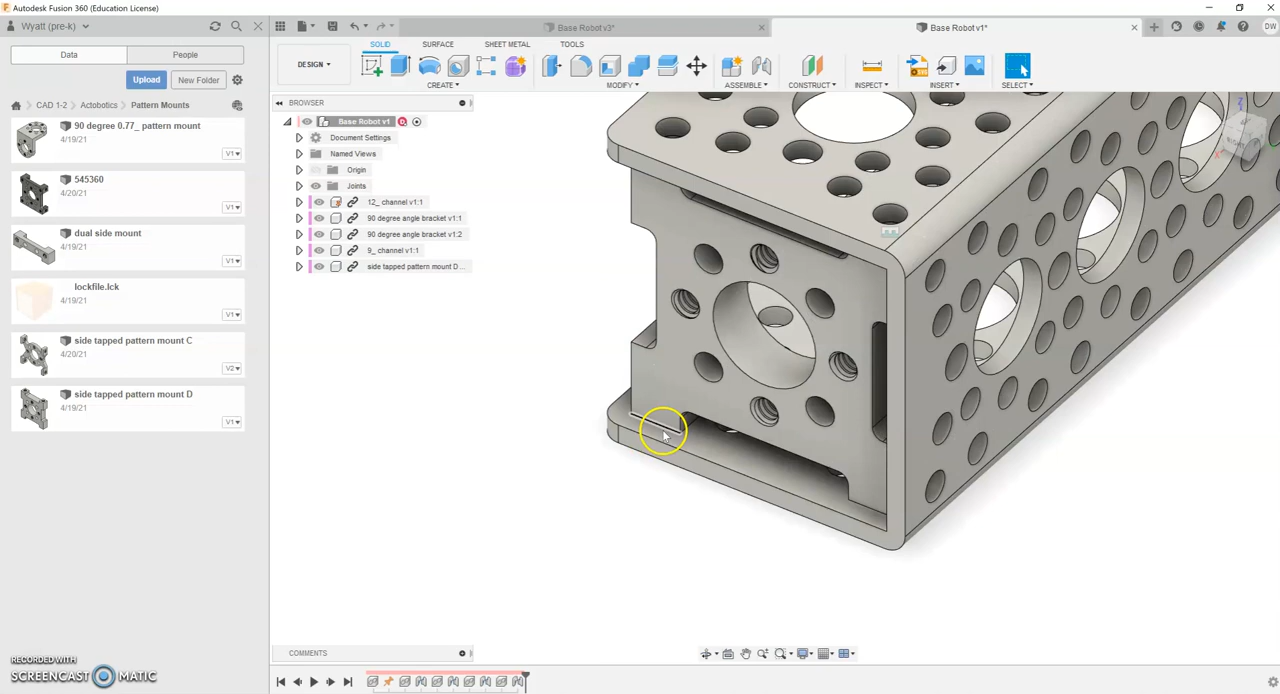 Autodesk Fusion 360 (Education License)
Wyatt (pre-k)
Base Robot v3*
Base Robot v1*
DW
Data
People
SOLID
SURFACE
SHEET METAL
TOOLS
DESIGN
Upload
New Folder
CREATE
MODIFY
ASSEMBLE
CONSTRUCT
INSPECT
INSERT
SELECT
CAD 1-2
Actobotics
Pattern Mounts
BROWSER
90 degree 0.77_ pattern mount
4/19/21
V1
545360
4/20/21
V1
dual side mount
4/19/21
V1
lockfile.lck
4/19/21
V1
side tapped pattern mount C
4/20/21
V2
side tapped pattern mount D
4/19/21
V1
Base Robot v1
Document Settings
Named Views
Origin
Joints
12_ channel v1:1
90 degree angle bracket v1:1
90 degree angle bracket v1:2
9_ channel v1:1
side tapped pattern mount D ...
Z
RIGHT
X
COMMENTS
RECORDED WITH
SCREENCAST MATIC